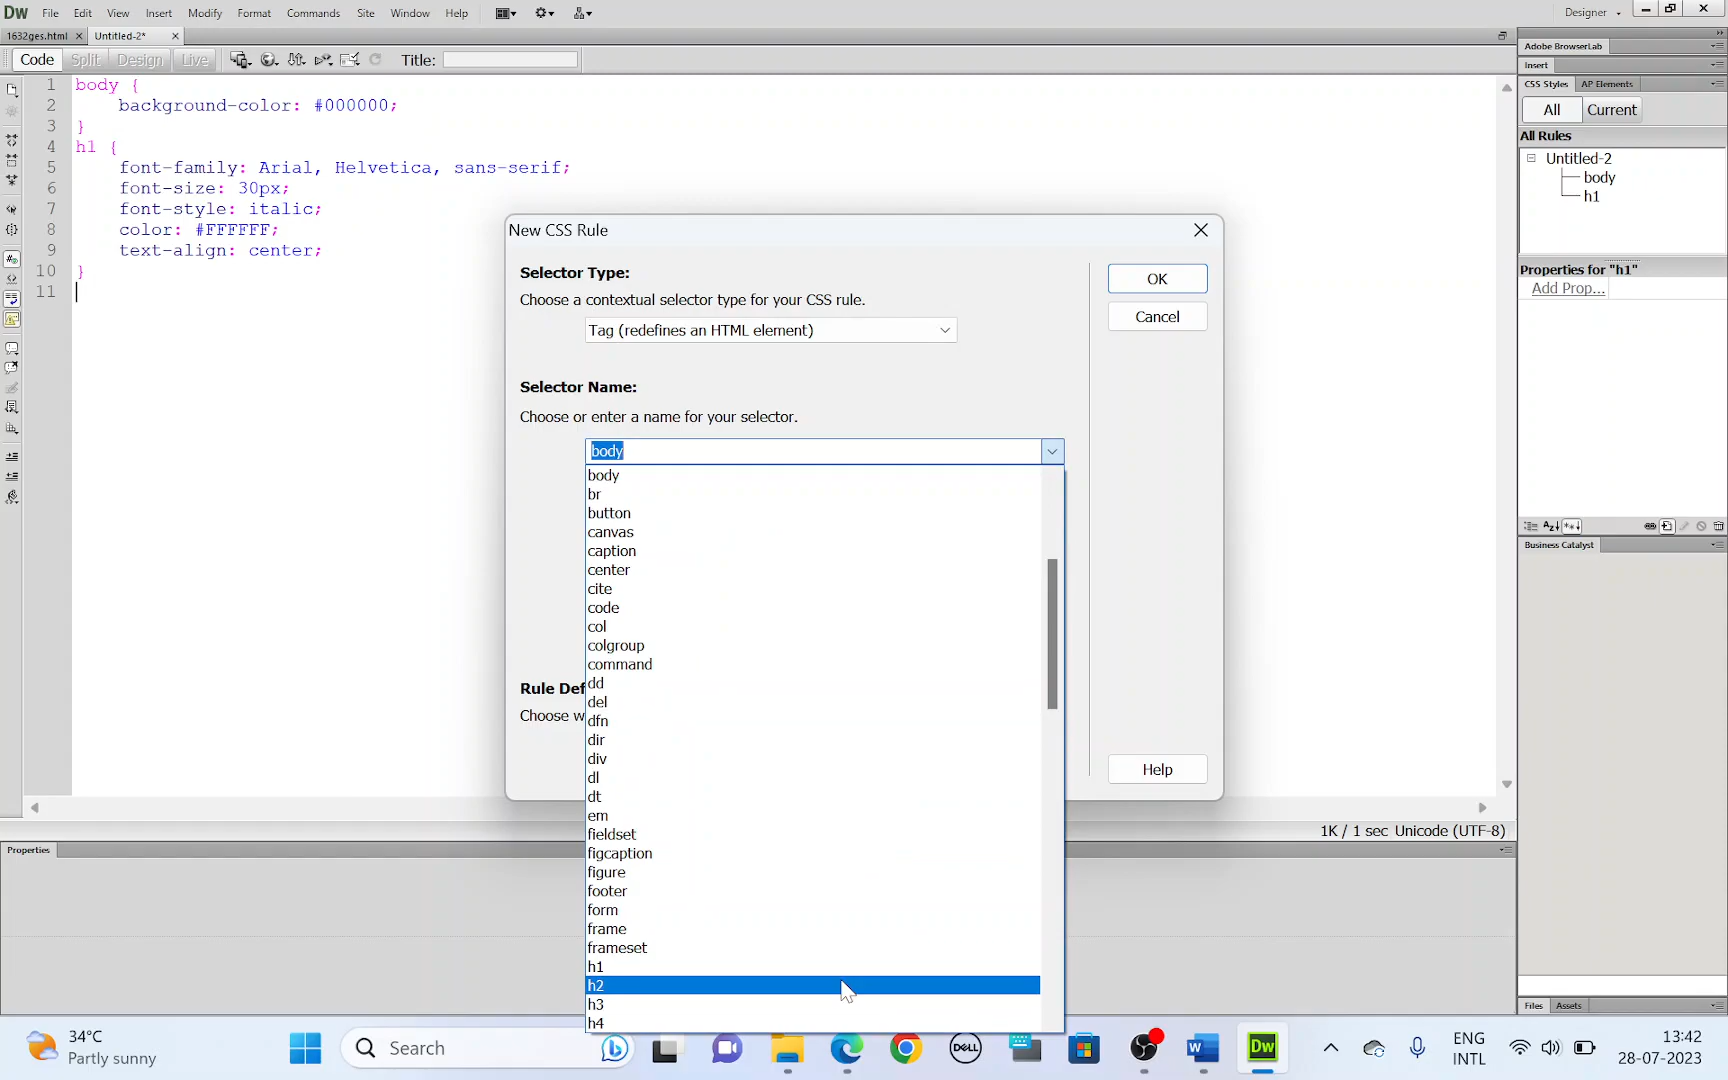 Dw File Edit View Insert Modify Format Commands Site Window Help Designer
1632ges.html Untitled-2*
Code Split Design Live Title:
1 body {
2 background-color: #000000;
3 }
4 h1 {
5 font-family: Arial, Helvetica, sans-serif;
6 font-size: 30px;
7 font-style: italic;
8 color: #FFFFFF;
9 text-align: center;
10 }
11
New CSS Rule
Selector Type:
Choose a contextual selector type for your CSS rule.
Tag (redefines an HTML element)
Selector Name:
Choose or enter a name for your selector.
body
body
br
button
canvas
caption
center
cite
code
col
colgroup
command
dd
del
dfn
dir
div
dl
dt
em
fieldset
figcaption
figure
footer
form
frame
frameset
h1
h2
h3
h4
Rule Def
Choose w
OK
Cancel
Help
Adobe BrowserLab
Insert
CSS Styles AP Elements
All Current
All Rules
Untitled-2
body
h1
Properties for "h1"
Add Prop...
Business Catalyst
Files Assets
1K / 1 sec Unicode (UTF-8)
Properties
34°C
Partly sunny
Search
DELL
W
Dw
ENG
INTL
13:42
28-07-2023